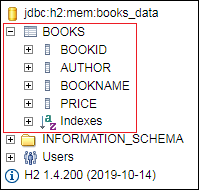 jdbc:h2:mem:books_data
BOOKS
BOOKID
AUTHOR
BOOKNAME
PRICE
Indexes
INFORMATION_SCHEMA
Users
H2 1.4.200 (2019-10-14)